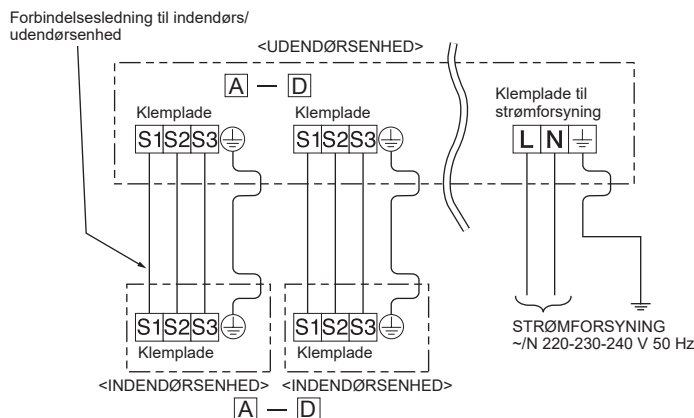 Forbindelsesledning til indendørs/
udendørsenhed
<UDENDØRSENHED>
A — D
Klemplade
S1 S2 S3
Klemplade
S1 S2 S3
Klemplade til
strømforsyning
L N
S1 S2 S3
Klemplade
S1 S2 S3
Klemplade
STRØMFORSYNING
~/N 220-230-240 V 50 Hz
<INDENDØRSENHED>
<INDENDØRSENHED>
A — D